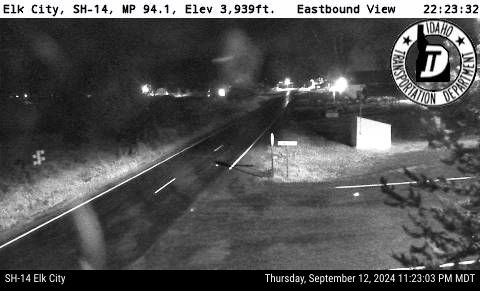 Elk City, SH-14, MP 94.1, Elev 3,939ft. Eastbound View 22:23:32
IDAHO
TRANSPORTATION DEPARTMENT
SH-14 Elk City Thursday, September 12, 2024 11:23:03 PM MDT